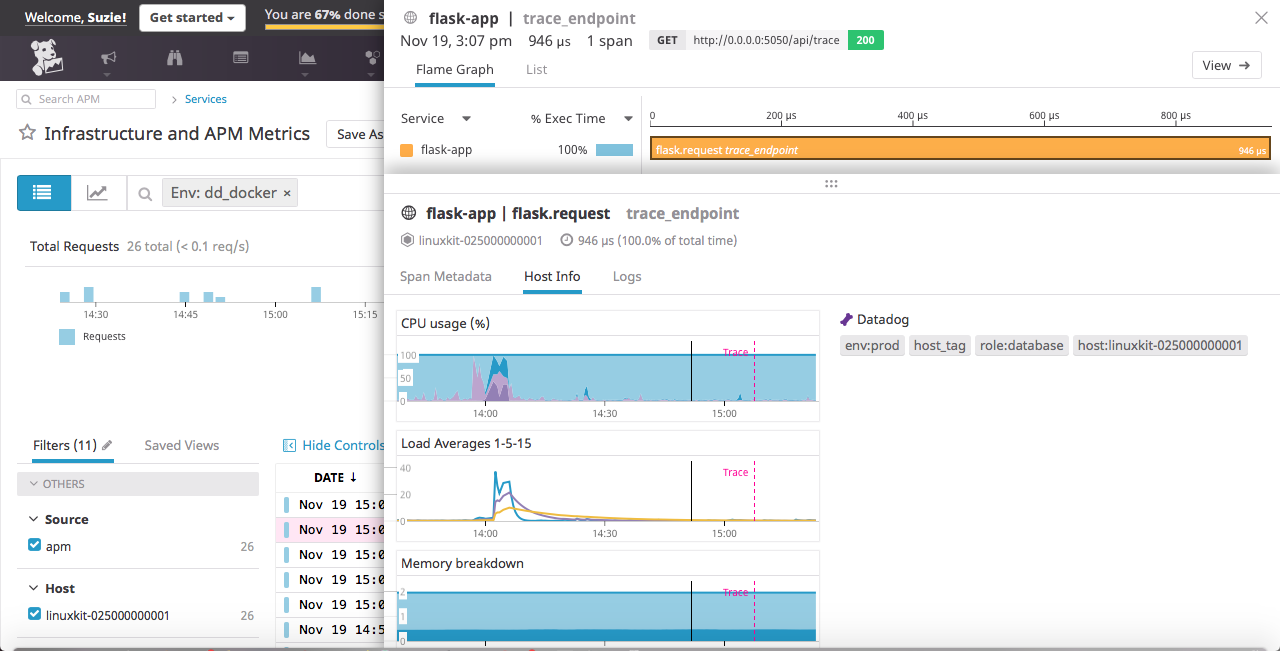 Welcome, Suzie!
Get started
You are 67% done s
Search APM
Services
Infrastructure and APM Metrics
Save As
Env: dd_docker ×
Total Requests 26 total (< 0.1 req/s)
14:30 14:45 15:00 15:15
Requests
Filters (11)
Saved Views
Hide Controls
OTHERS
Source
apm 26
Host
linuxkit-025000000001 26
DATE ↓
Nov 19 15:0
Nov 19 15:0
Nov 19 15:0
Nov 19 15:0
Nov 19 15:0
Nov 19 14:5
flask-app | trace_endpoint
Nov 19, 3:07 pm 946 µs 1 span GET http://0.0.0.0:5050/api/trace 200
Flame Graph List
View →
Service % Exec Time
flask-app 100%
0 200 µs 400 µs 600 µs 800 µs
flask.request trace_endpoint 946 µs
flask-app | flask.request trace_endpoint
linuxkit-025000000001 946 µs (100.0% of total time)
Span Metadata Host Info Logs
CPU usage (%)
100
50
0
Trace
14:00 14:30 15:00
Load Averages 1-5-15
40
20
0
Trace
14:00 14:30 15:00
Memory breakdown
2
1
0
Trace
Datadog
env:prod host_tag role:database host:linuxkit-025000000001